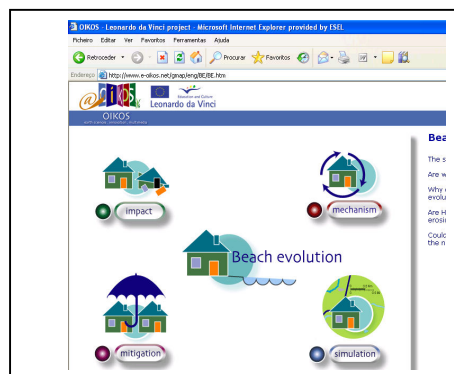 OIKOS - Leonardo da Vinci project - Microsoft Internet Explorer provided by ESEL
Ficheiro Editar Ver Favoritos Ferramentas Ajuda
Retroceder Procurar Favoritos
Endereço http://www.e-oikos.net/gmap/eng/BE/BE.htm
@OIKOS Education and Culture
Leonardo da Vinci
OIKOS
Bea
The s
Are w
Why
evolu
Are H
erosi
Could
the n
impact
mechanism
Beach evolution
mitigation
simulation